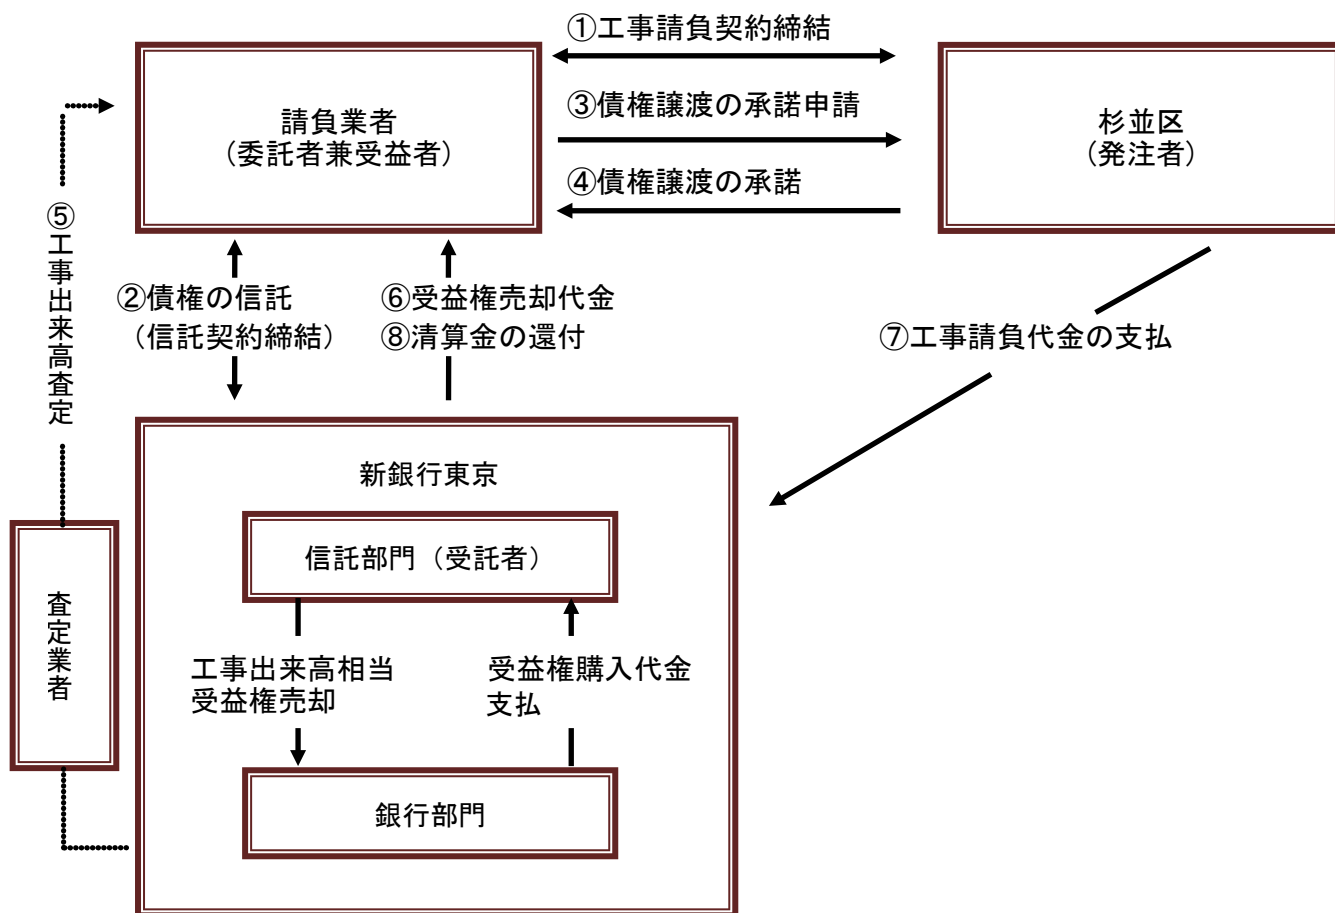 ①工事請負契約締結
請負業者
（委託者兼受益者）
③債権譲渡の承諾申請
杉並区
（発注者）
④債権譲渡の承諾
⑤工事出来高査定
②債権の信託
（信託契約締結）
⑥受益権売却代金
⑧清算金の還付
⑦工事請負代金の支払
新銀行東京
信託部門（受託者）
査定業者
工事出来高相当
受益権売却
受益権購入代金
支払
銀行部門